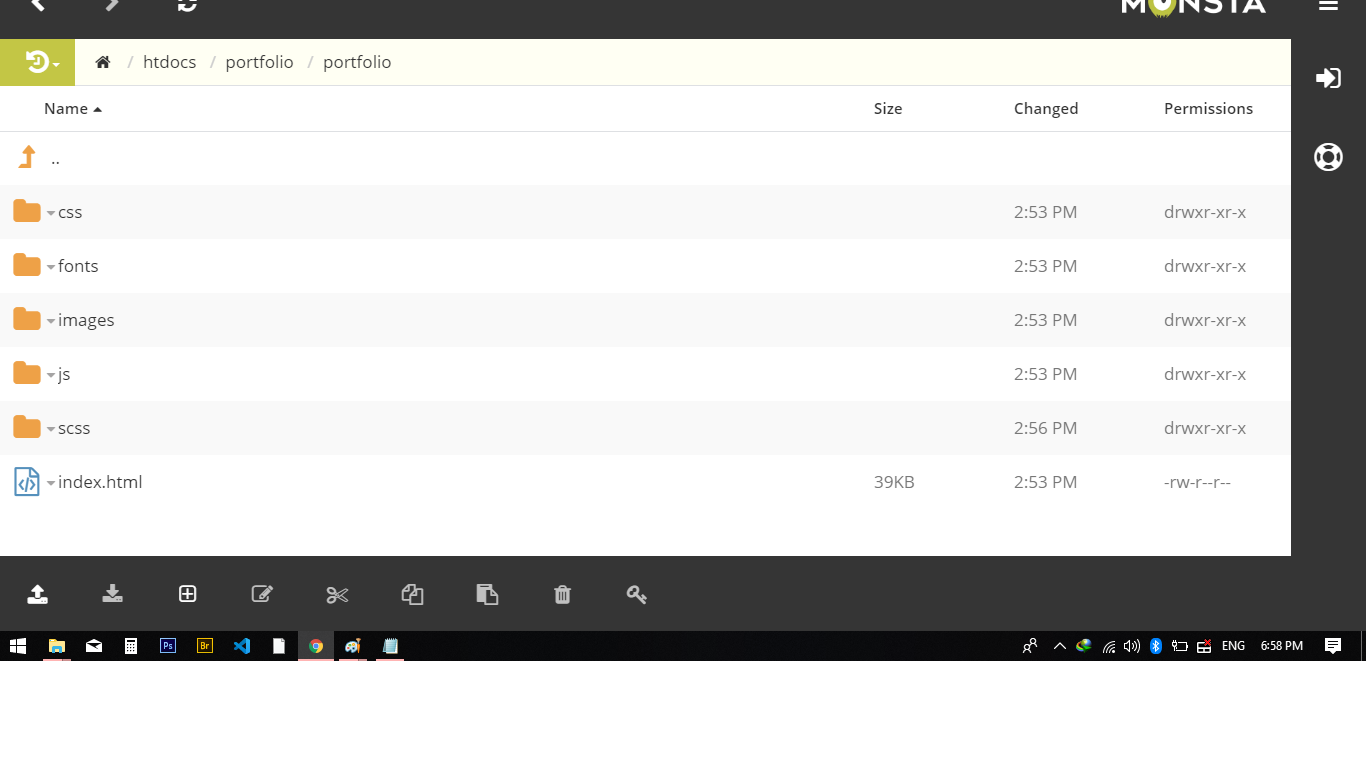 MONSTA
/ htdocs / portfolio / portfolio
Name Size Changed Permissions
..
css 2:53 PM drwxr-xr-x
fonts 2:53 PM drwxr-xr-x
images 2:53 PM drwxr-xr-x
js 2:53 PM drwxr-xr-x
scss 2:56 PM drwxr-xr-x
index.html 39KB 2:53 PM -rw-r--r--
Ps Br ENG 6:58 PM